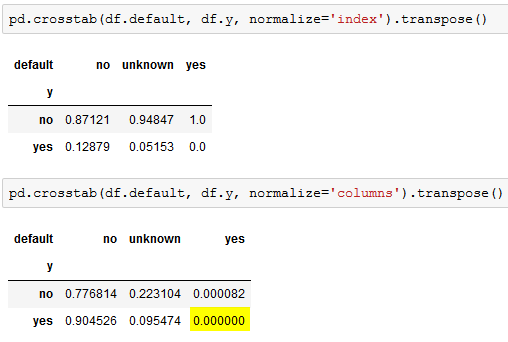 pd.crosstab(df.default, df.y, normalize='index').transpose()
default no unknown yes
y
no 0.87121 0.94847 1.0
yes 0.12879 0.05153 0.0
pd.crosstab(df.default, df.y, normalize='columns').transpose()
default no unknown yes
y
no 0.776814 0.223104 0.000082
yes 0.904526 0.095474 0.000000